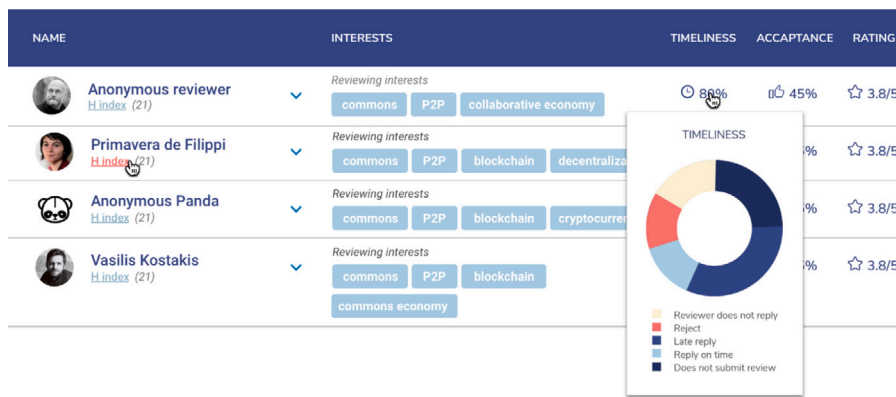 NAME INTERESTS TIMELINESS ACCAPTANCE RATING
Reviewing interests
Anonymous reviewer
H index (21)
commons P2P collaborative economy
45% 3.8/5
Reviewing interests
Primavera de Filippi
H index (21)
commons P2P blockchain
% 3.8/5
Reviewing interests
Anonymous Panda
H index (21)
commons P2P blockchain
% 3.8/5
Reviewing interests
Vasilis Kostakis
H index (21)
commons P2P blockchain
commons economy
% 3.8/5
TIMELINESS
Reviewer does not reply
Reject
Late reply
Reply on time
Does not submit review